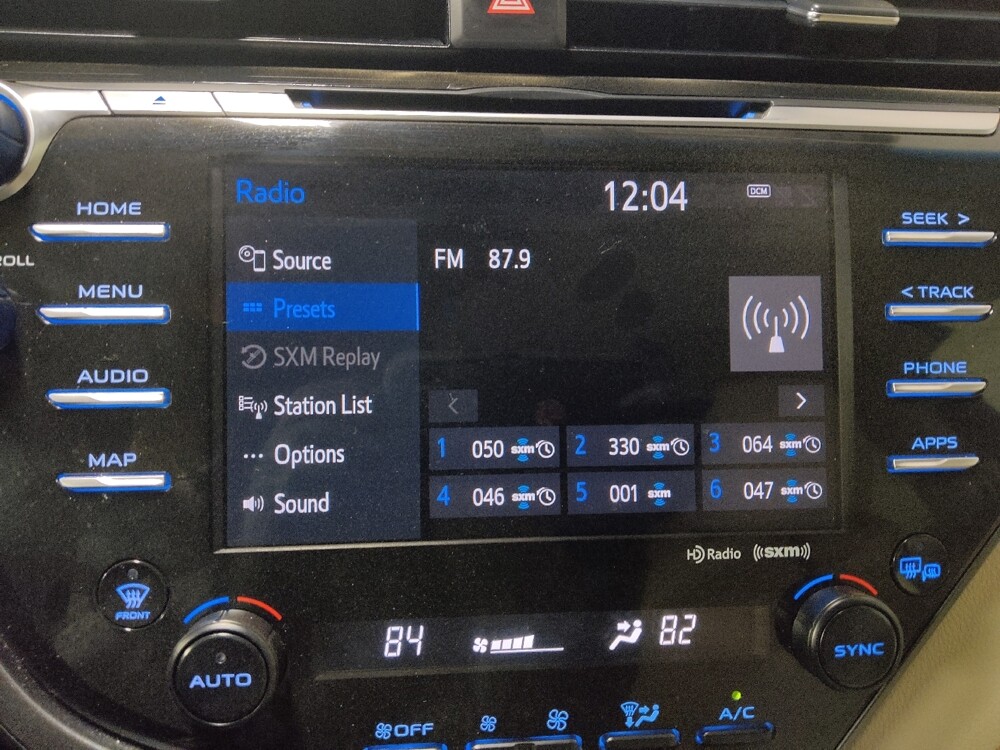 Radio 12:04 DCM
HOME
SEEK >
ROLL
Source
FM 87.9
MENU
Presets
< TRACK
SXM Replay
AUDIO
PHONE
Station List
< >
MAP
1 050 sxm 2 330 sxm 3 064 sxm
APPS
Options
4 046 sxm 5 001 sxm 6 047 sxm
Sound
HD Radio ((sxm))
FRONT
84 82
AUTO
SYNC
OFF
A/C